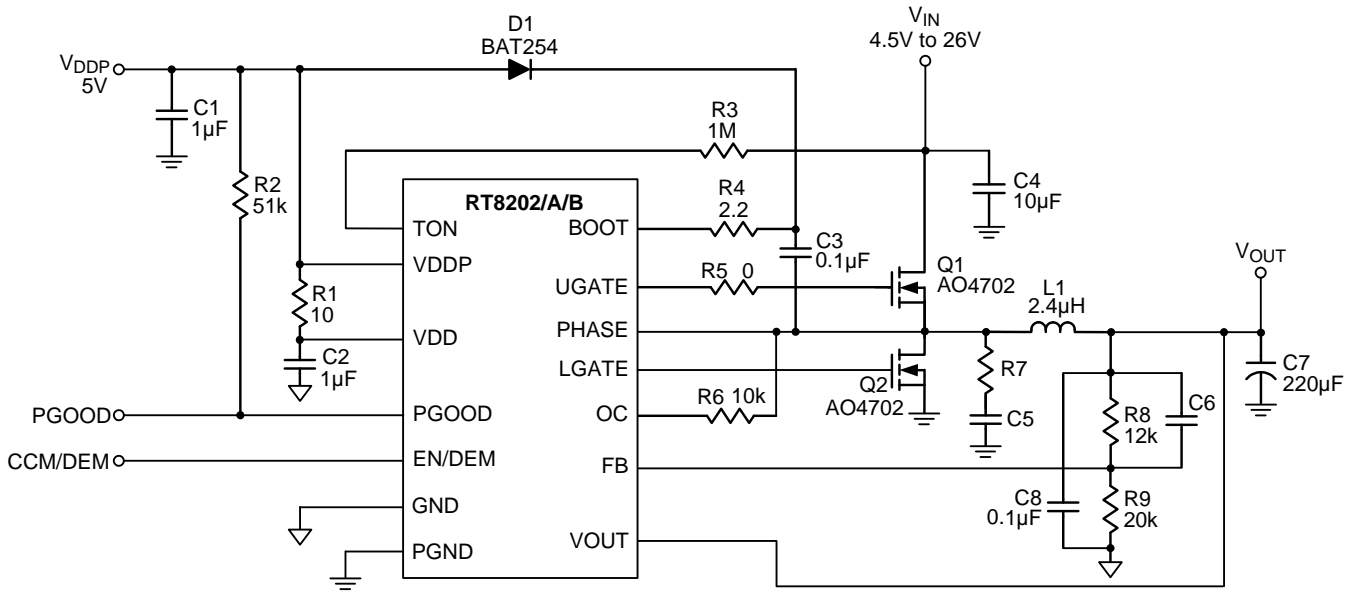 D1
BAT254
VIN
4.5V to 26V
VDDP
5V
C1
1µF
R3
1M
R2
51k
RT8202/A/B
R4
2.2
C4
10µF
TON
BOOT
C3
0.1µF
VDDP
R1
10
UGATE
R5 0
Q1
AO4702
VOUT
L1
2.4µH
VDD
PHASE
C2
1µF
LGATE
Q2
AO4702
R7
C7
220µF
PGOOD
PGOOD
OC
R6 10k
C5
R8
12k
C6
CCM/DEM
EN/DEM
FB
GND
C8
0.1µF
R9
20k
VOUT
PGND